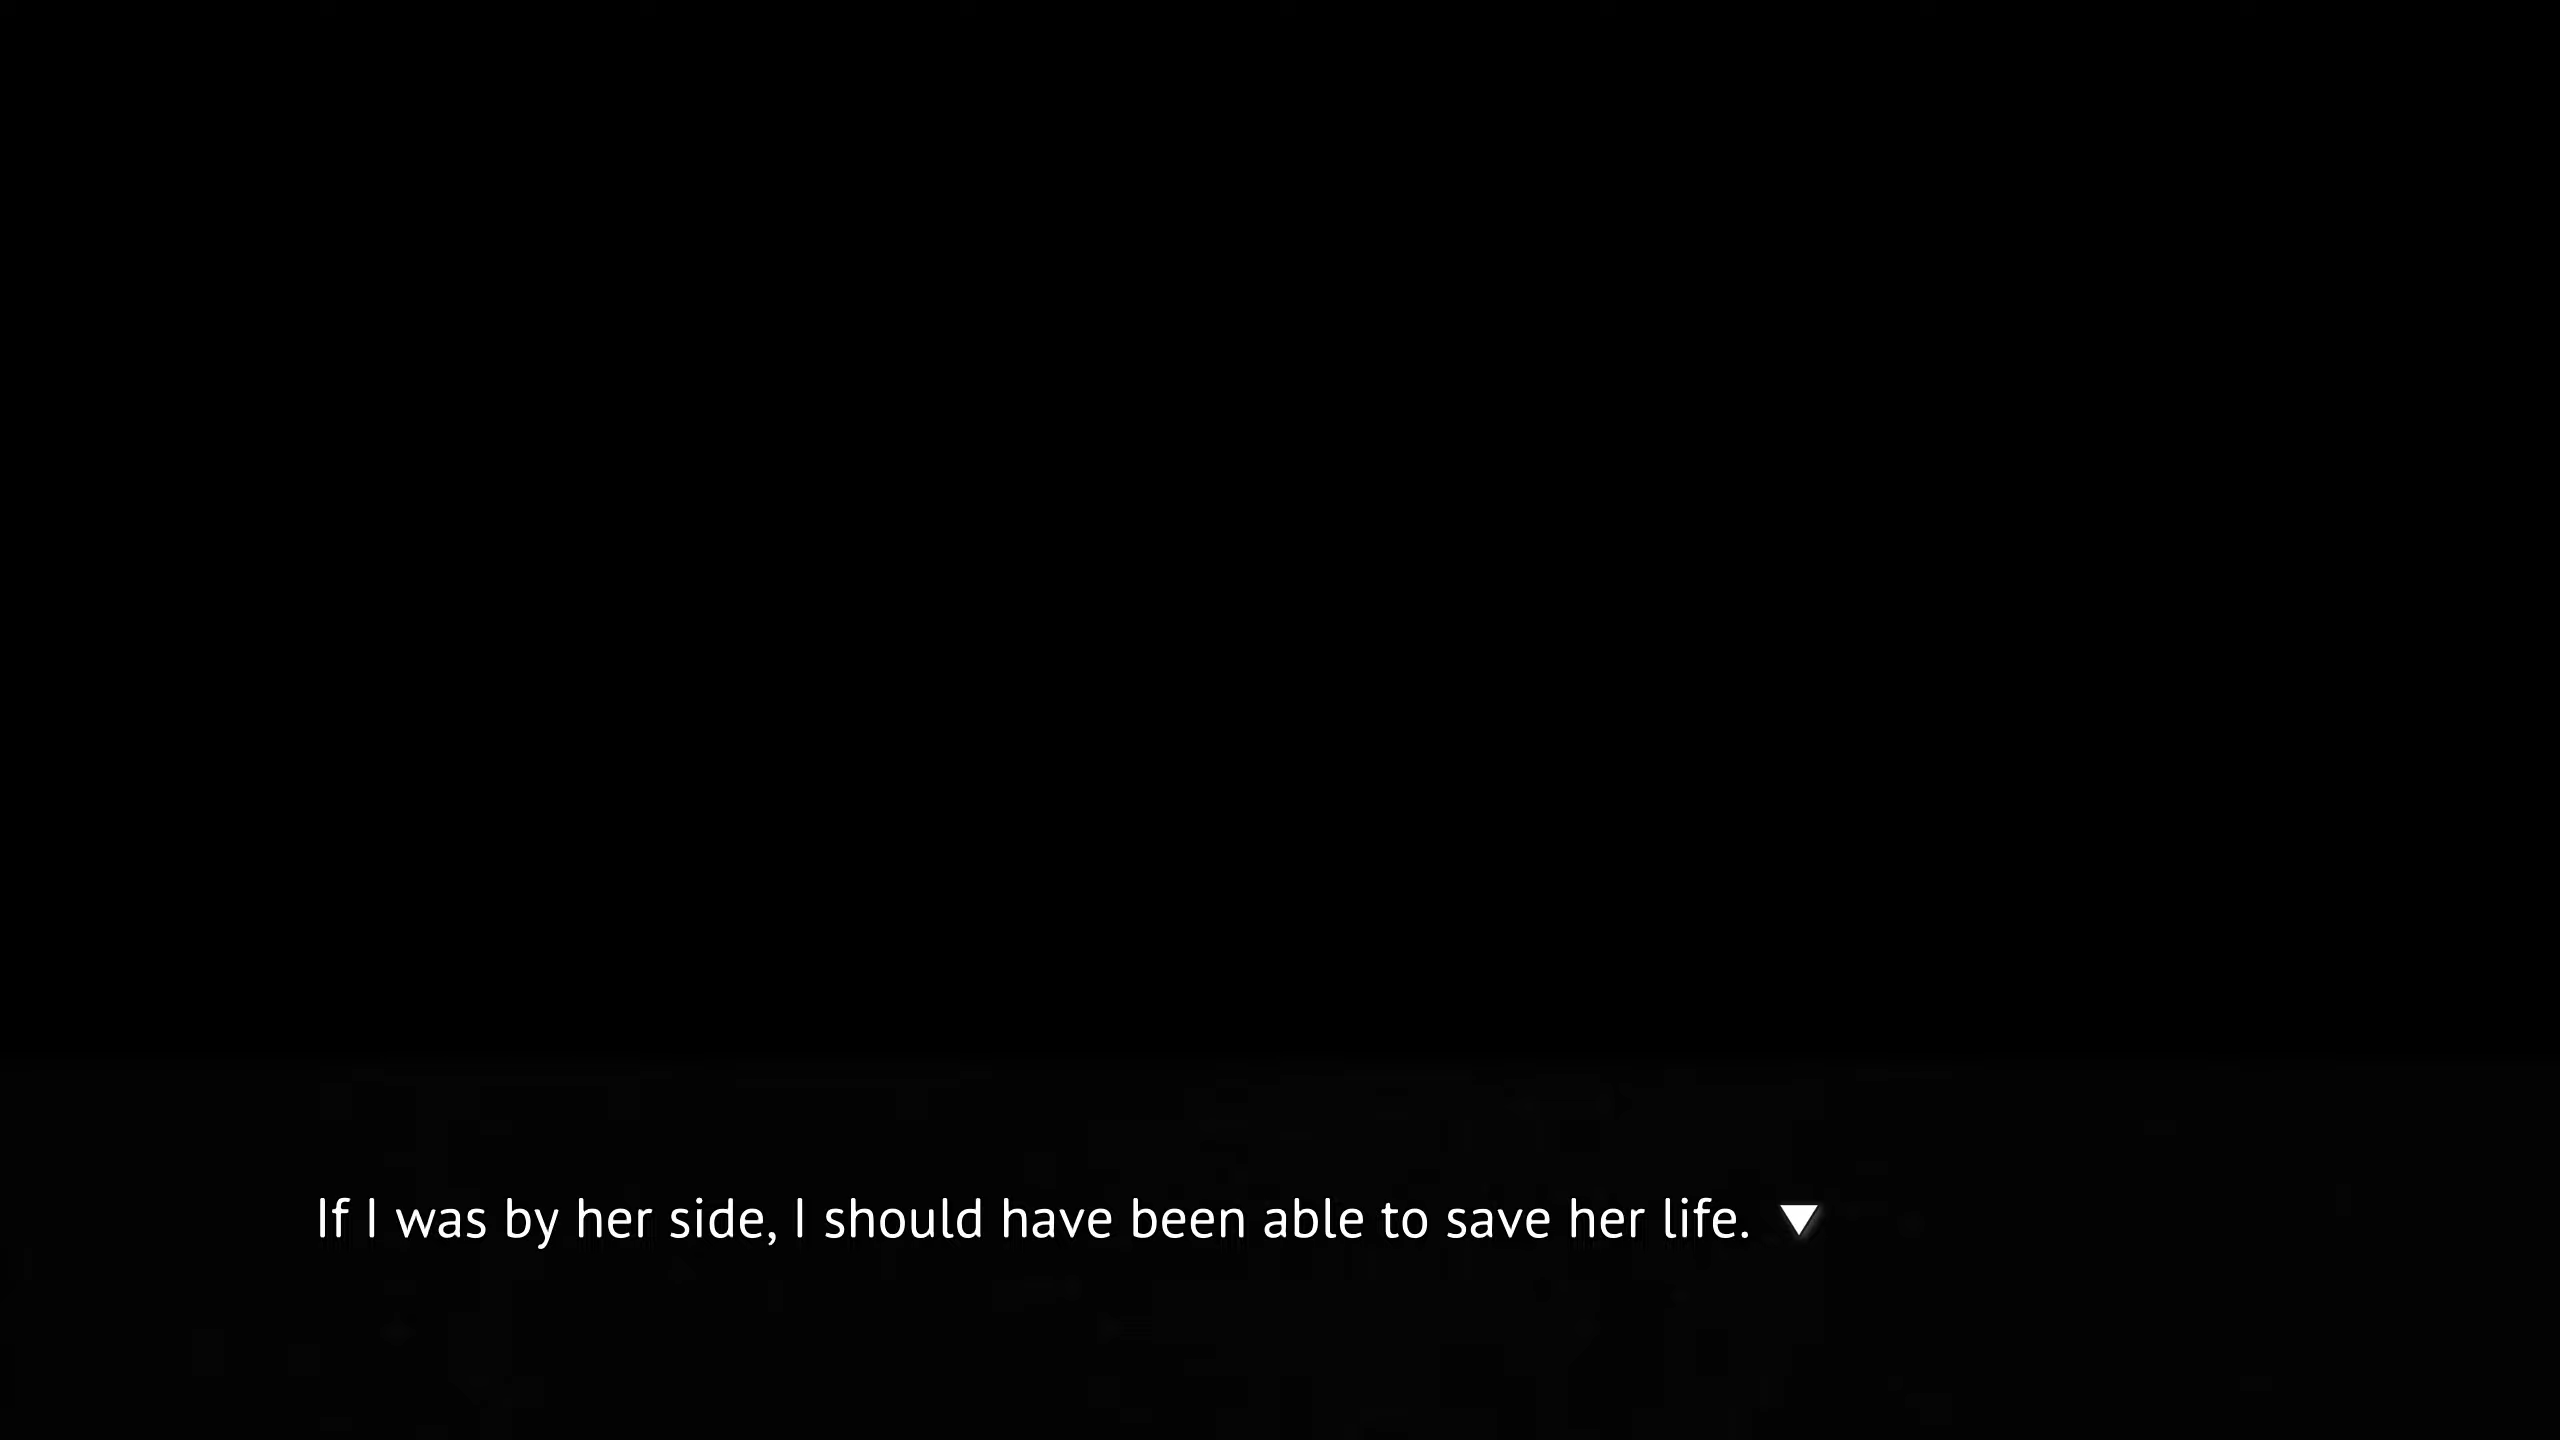 If I was by her side, I should have been able to save her life.